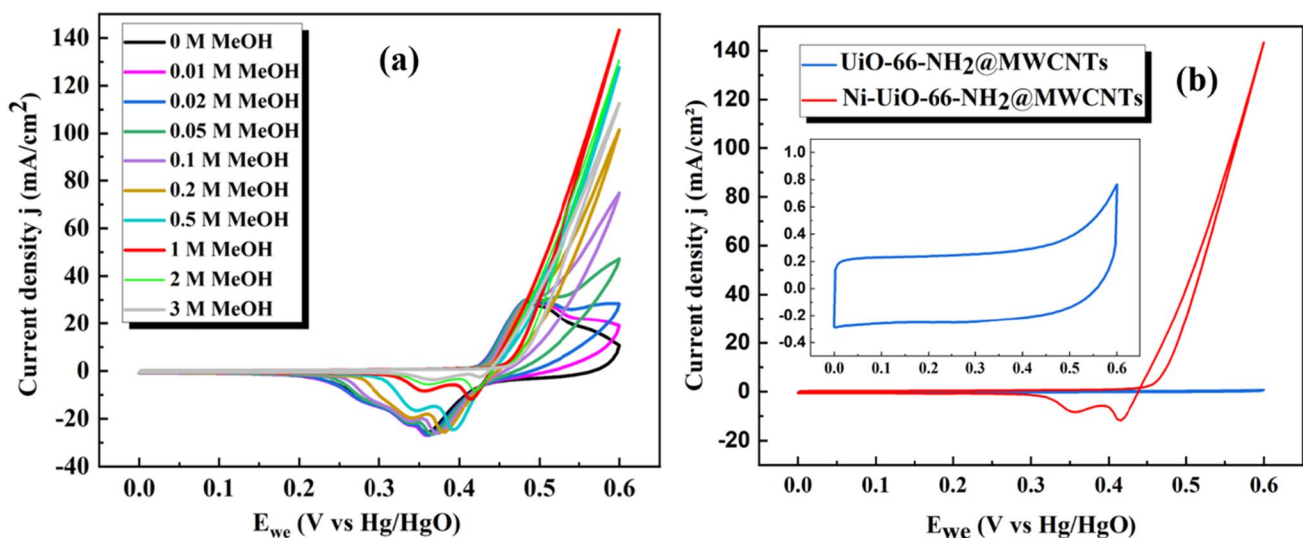 (a)
0 M MeOH
0.01 M MeOH
0.02 M MeOH
0.05 M MeOH
0.1 M MeOH
0.2 M MeOH
0.5 M MeOH
1 M MeOH
2 M MeOH
3 M MeOH
Current density j (mA/cm²)
140
120
100
80
60
40
20
0
-20
-40
0.0 0.1 0.2 0.3 0.4 0.5 0.6
E_we (V vs Hg/HgO)
(b)
UiO-66-NH₂@MWCNTs
Ni-UiO-66-NH₂@MWCNTs
Current density j (mA/cm²)
140
120
100
80
60
40
20
0
-20
1.0
0.8
0.6
0.4
0.2
0.0
-0.2
-0.4
0.0 0.1 0.2 0.3 0.4 0.5 0.6
0.0 0.1 0.2 0.3 0.4 0.5 0.6
E_we (V vs Hg/HgO)